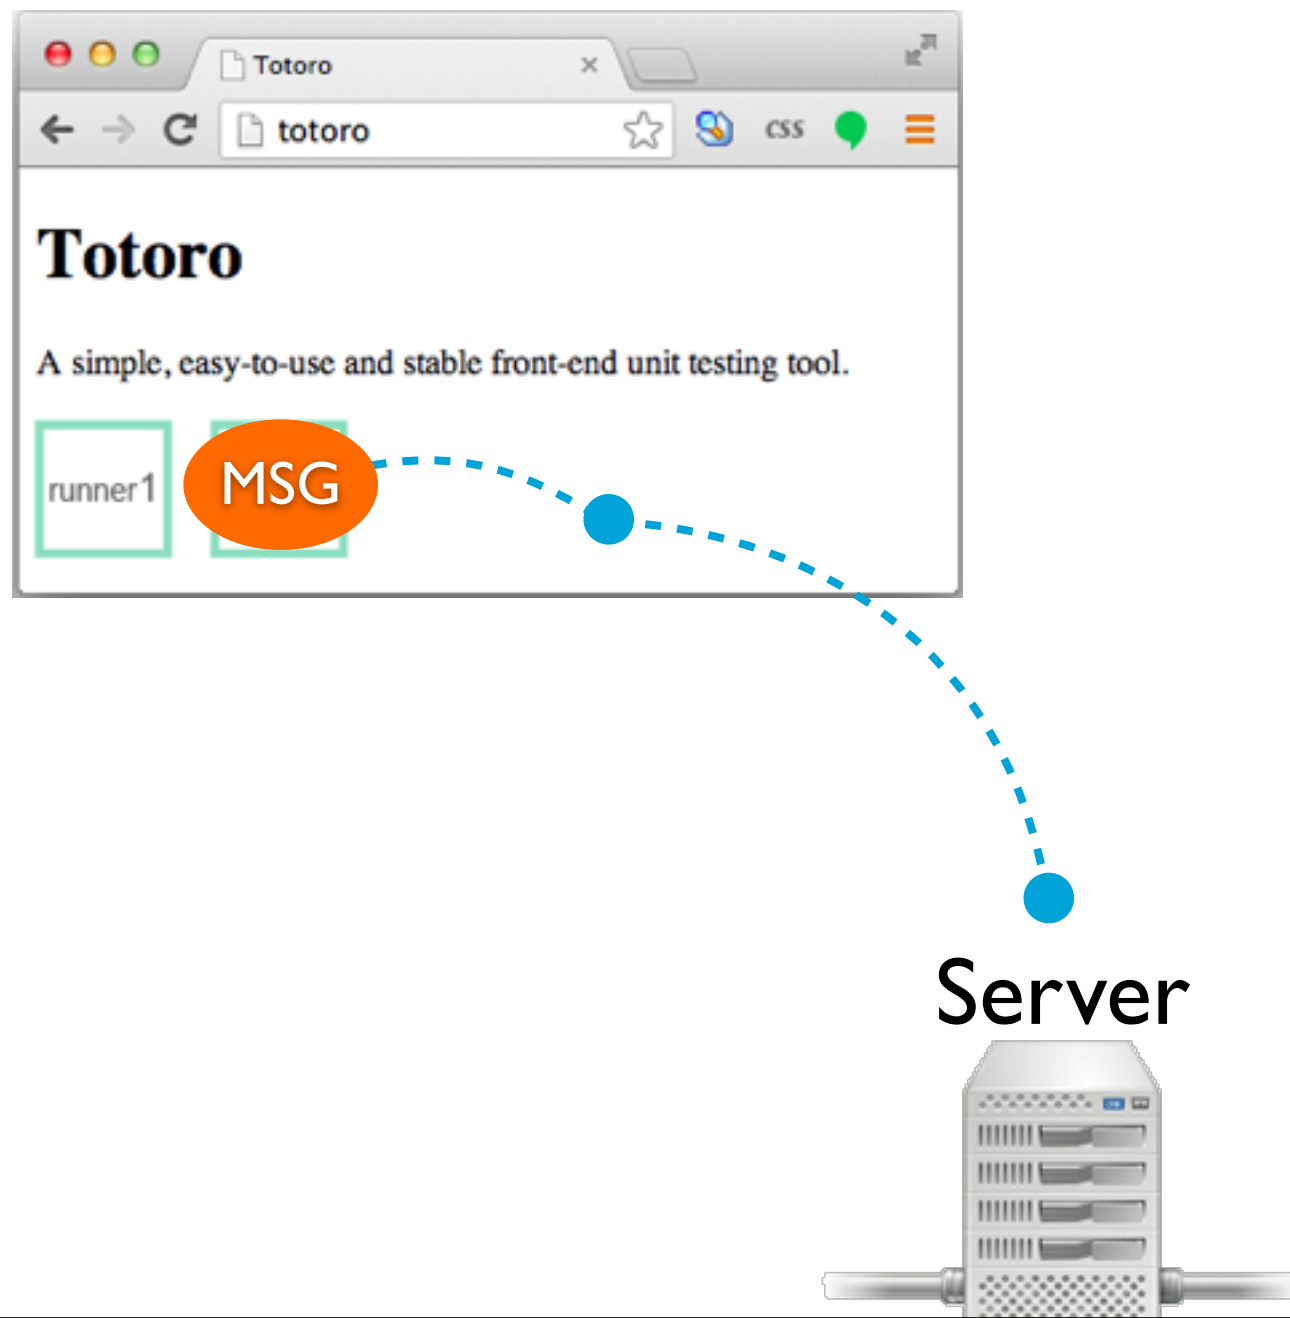 Totoro
totoro
css
Totoro
A simple, easy-to-use and stable front-end unit testing tool.
runner1
MSG
Server